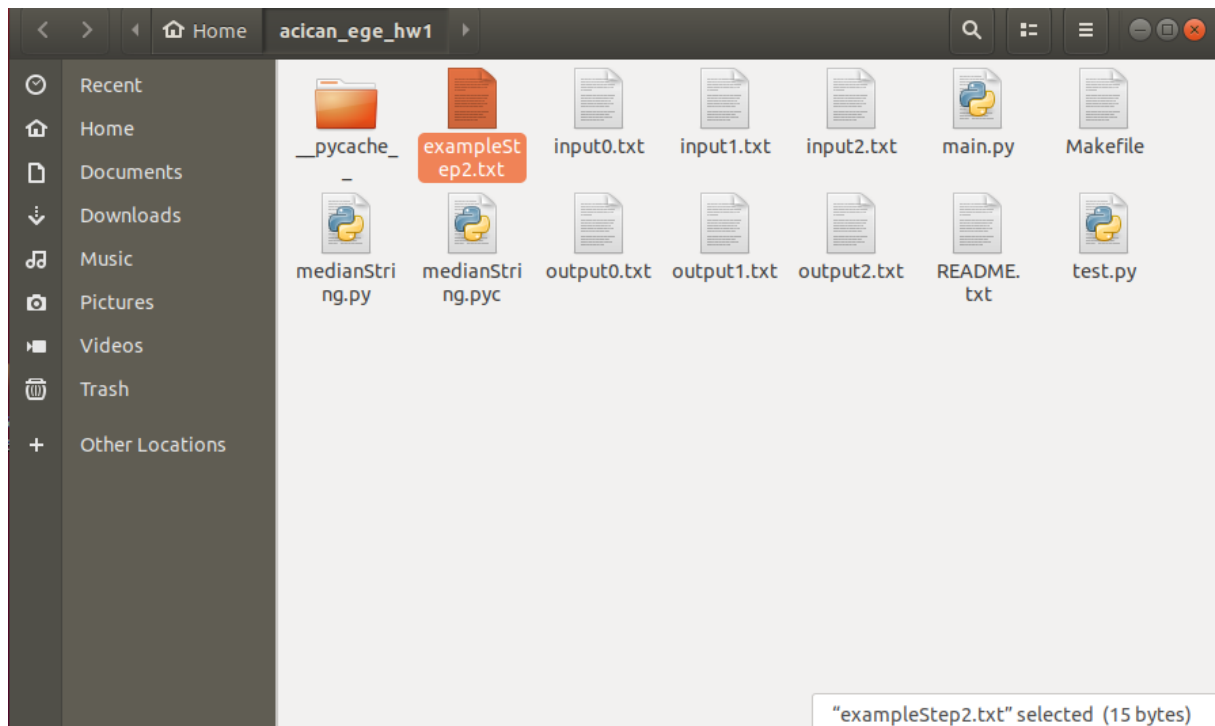 Home acican_ege_hw1
Recent
Home
Documents
Downloads
Music
Pictures
Videos
Trash
Other Locations
__pycache_
_
exampleSt
ep2.txt
input0.txt
input1.txt
input2.txt
main.py
Makefile
medianStri
ng.py
medianStri
ng.pyc
output0.txt
output1.txt
output2.txt
README.
txt
test.py
“exampleStep2.txt” selected (15 bytes)